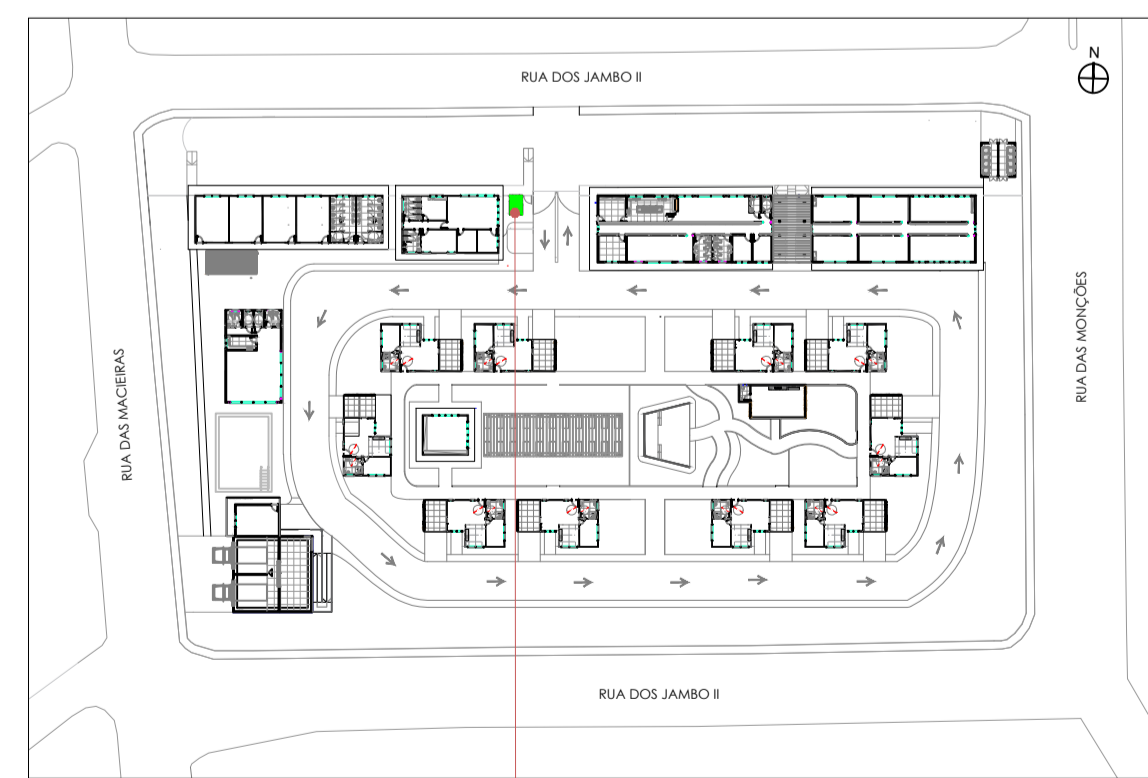 N
RUA DOS JAMBO II
RUA DAS MONÇÕES
RUA DAS MACIEIRAS
RUA DOS JAMBO II